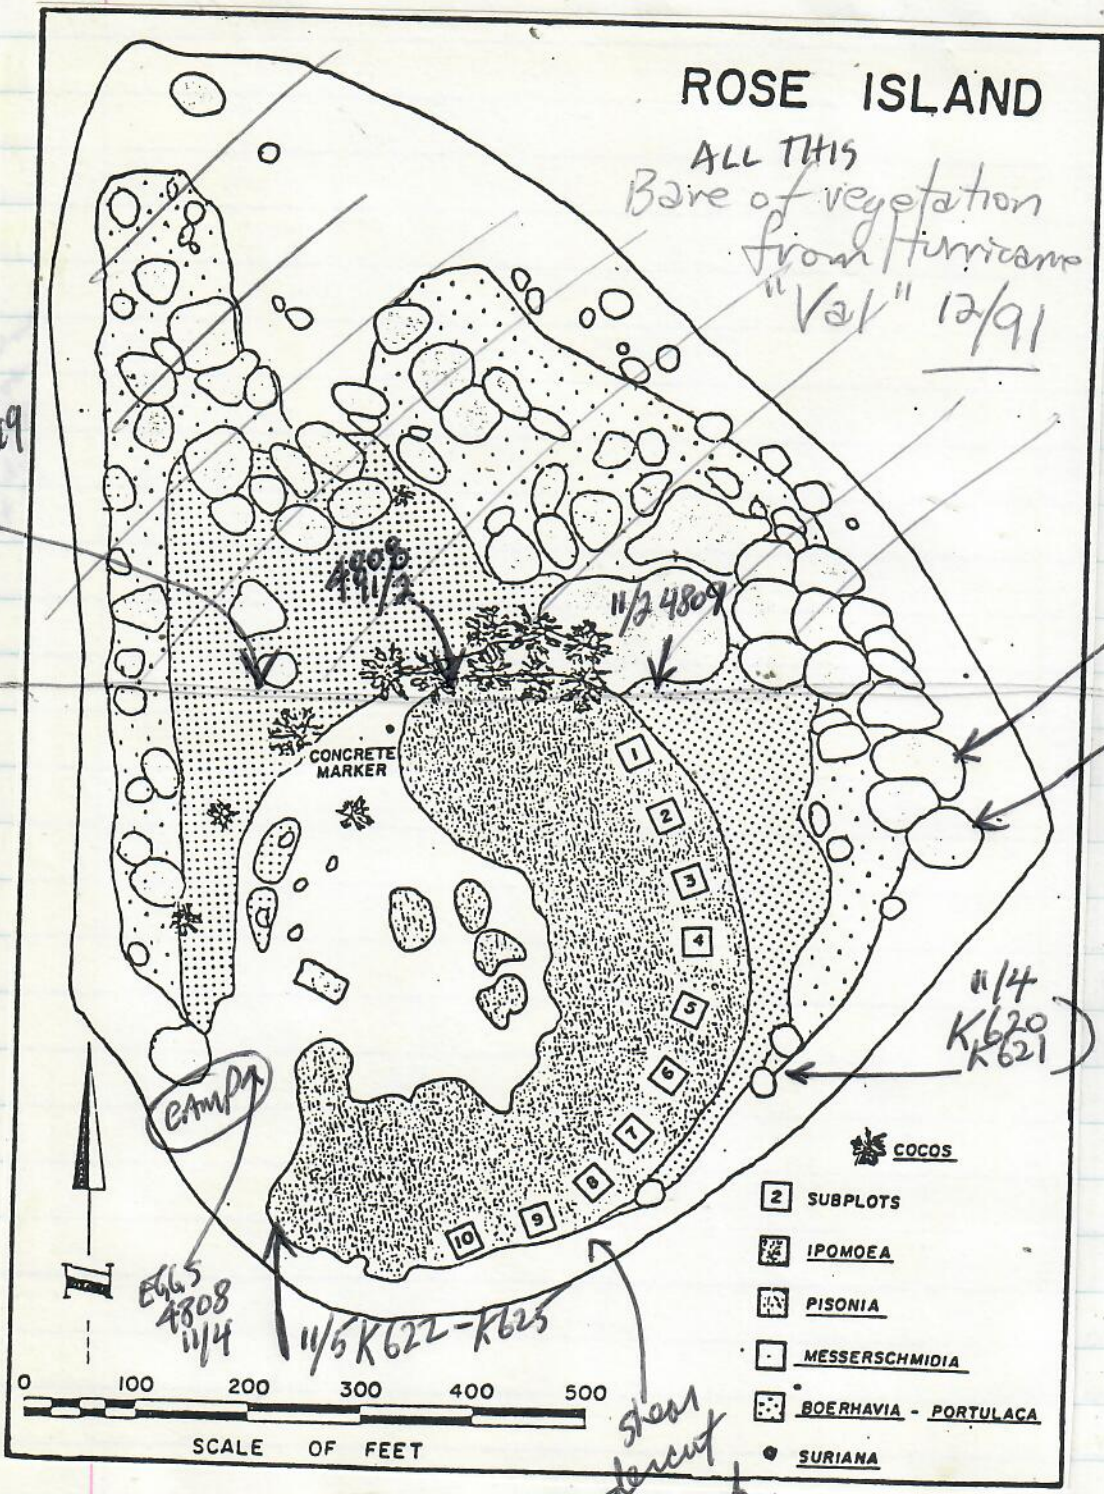 ROSE ISLAND
ALL THIS
Bare of vegetation
from Hurricane
"Val" 12/91
4808
11/2
11/2 4809
CONCRETE
MARKER
1
2
3
4
5
6
7
8
9
10
11/4
K620
K621
CAMP
EGGS
4808
11/4
11/5 K622-K625
COCOS
2 SUBPLOTS
IPOMOEA
PISONIA
MESSERSCHMIDIA
BOERHAVIA - PORTULACA
SURIANA
0 100 200 300 400 500
SCALE OF FEET